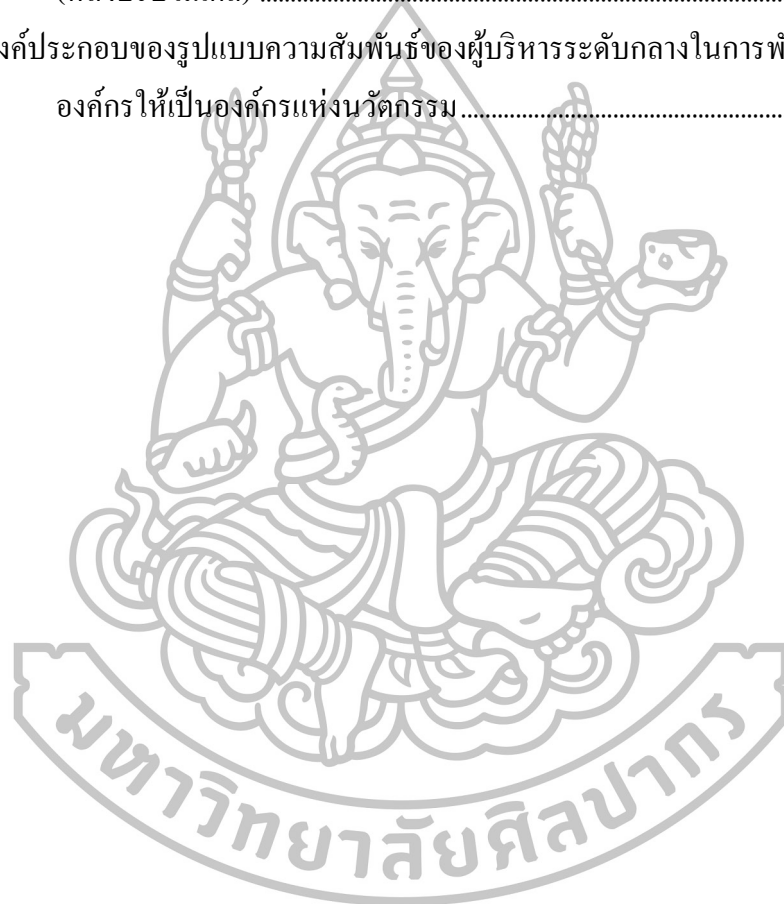 งค์ประกอบของรูปแบบความสัมพันธ์ของผู้บริหารระดับกลางในการพั
องค์กรให้เป็นองค์กรแห่งนวัตกรรม
มหาวิทยาลัยศิลปากร